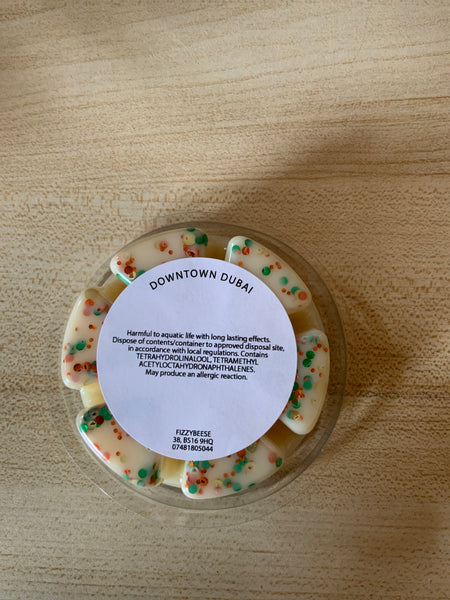 DOWNTOWN DUBAI
Harmful to aquatic life with long lasting effects.
Dispose of contents/container to approved disposal site,
in accordance with local regulations. Contains
TETRAHYDROLINALOOL, TETRAMETHYL
ACETYLOCTAHYDRONAPHTHALENES.
May produce an allergic reaction.
FIZZYBEESE
38, BS16 9HQ
07481805044